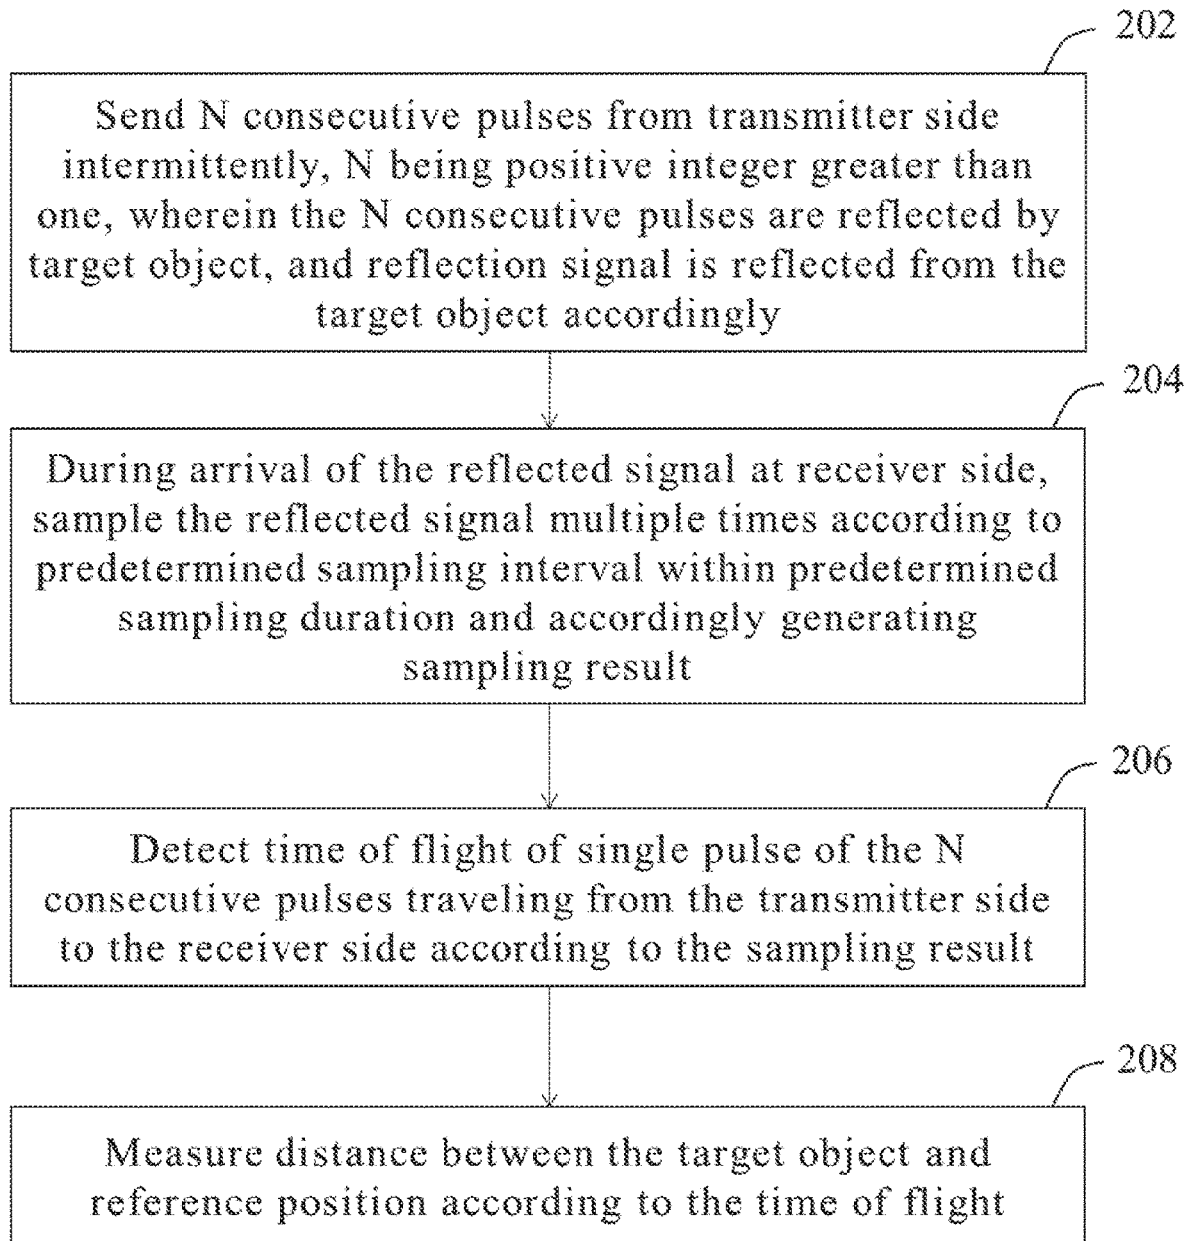 202
Send N consecutive pulses from transmitter side
intermittently, N being positive integer greater than
one, wherein the N consecutive pulses are reflected by
target object, and reflection signal is reflected from the
target object accordingly
204
During arrival of the reflected signal at receiver side,
sample the reflected signal multiple times according to
predetermined sampling interval within predetermined
sampling duration and accordingly generating
sampling result
206
Detect time of flight of single pulse of the N
consecutive pulses traveling from the transmitter side
to the receiver side according to the sampling result
208
Measure distance between the target object and
reference position according to the time of flight